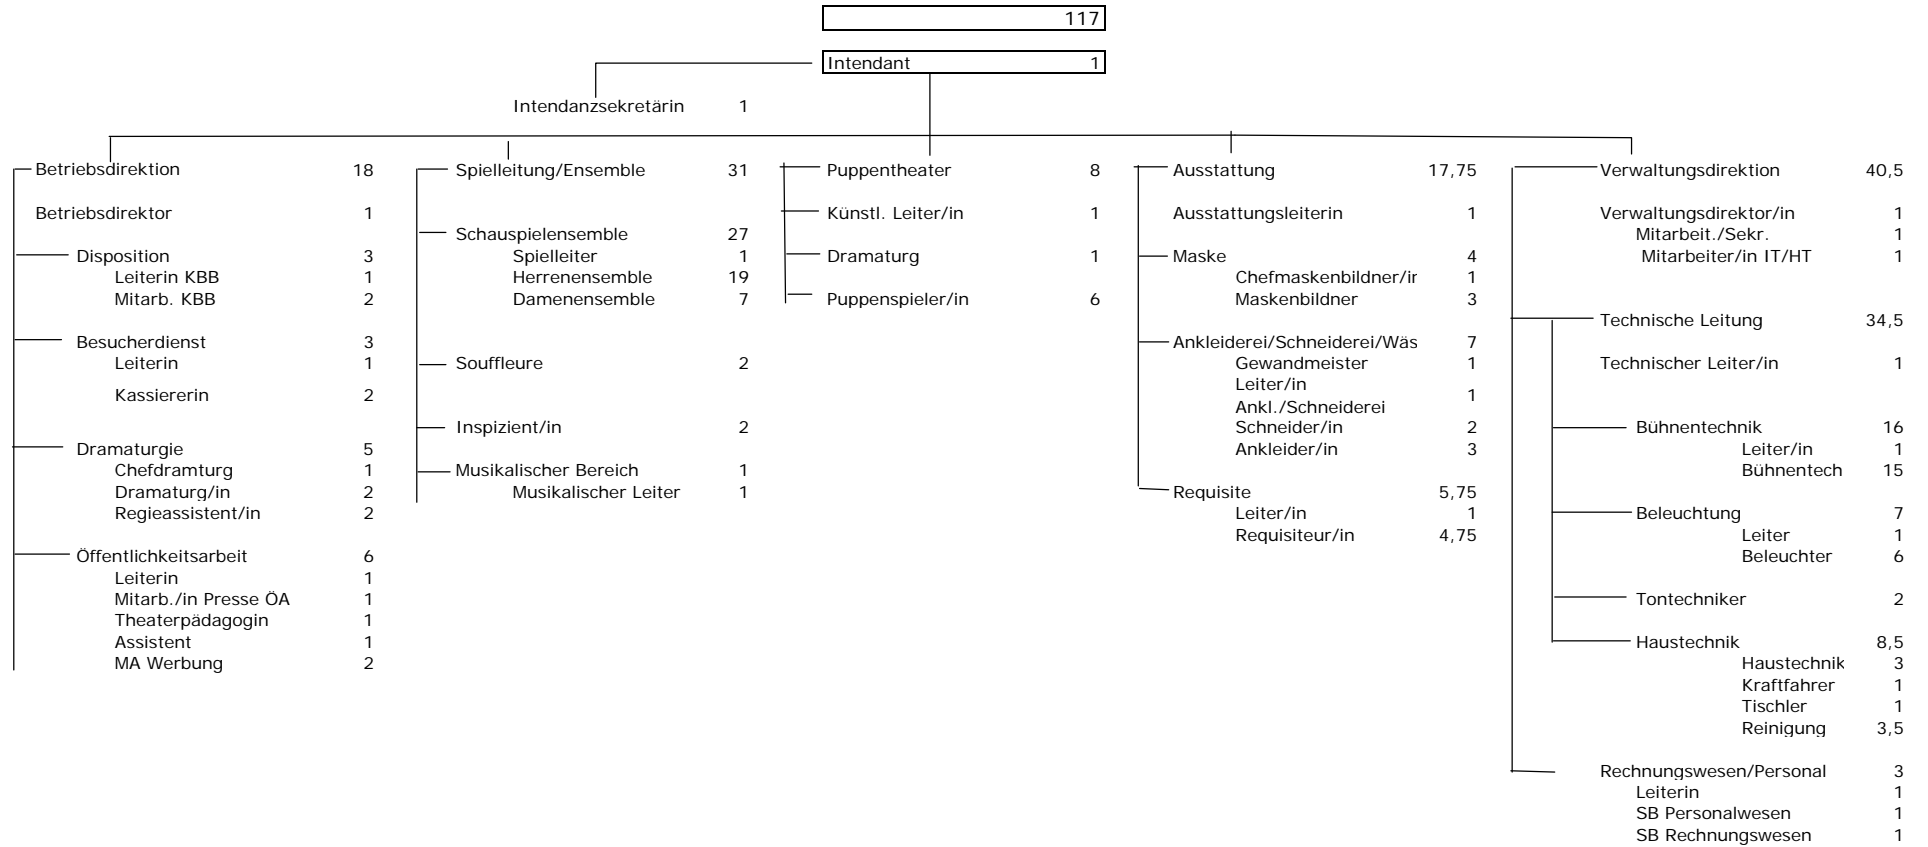 117
Intendant 1
Intendanzsekretärin 1
Betriebsdirektion 18
Betriebsdirektor 1
Disposition 3
Leiterin KBB 1
Mitarb. KBB 2
Besucherdienst 3
Leiterin 1
Kassiererin 2
Dramaturgie 5
Chefdramturg 1
Dramaturg/in 2
Regieassistent/in 2
Öffentlichkeitsarbeit 6
Leiterin 1
Mitarb./in Presse ÖA 1
Theaterpädagogin 1
Assistent 1
MA Werbung 2
Spielleitung/Ensemble 31
Schauspielensemble 27
Spielleiter 1
Herrenensemble 19
Damenensemble 7
Souffleure 2
Inspizient/in 2
Musikalischer Bereich 1
Musikalischer Leiter 1
Puppentheater 8
Künstl. Leiter/in 1
Dramaturg 1
Puppenspieler/in 6
Ausstattung 17,75
Ausstattungsleiterin 1
Maske 4
Chefmaskenbildner/ir 1
Maskenbildner 3
Ankleiderei/Schneiderei/Wäs 7
Gewandmeister 1
Leiter/in
Ankl./Schneiderei 1
Schneider/in 2
Ankleider/in 3
Requisite 5,75
Leiter/in 1
Requisiteur/in 4,75
Verwaltungsdirektion 40,5
Verwaltungsdirektor/in 1
Mitarbeit./Sekr. 1
Mitarbeiter/in IT/HT 1
Technische Leitung 34,5
Technischer Leiter/in 1
Bühnentechnik 16
Leiter/in 1
Bühnentech 15
Beleuchtung 7
Leiter 1
Beleuchter 6
Tontechniker 2
Haustechnik 8,5
Haustechnik 3
Kraftfahrer 1
Tischler 1
Reinigung 3,5
Rechnungswesen/Personal 3
Leiterin 1
SB Personalwesen 1
SB Rechnungswesen 1